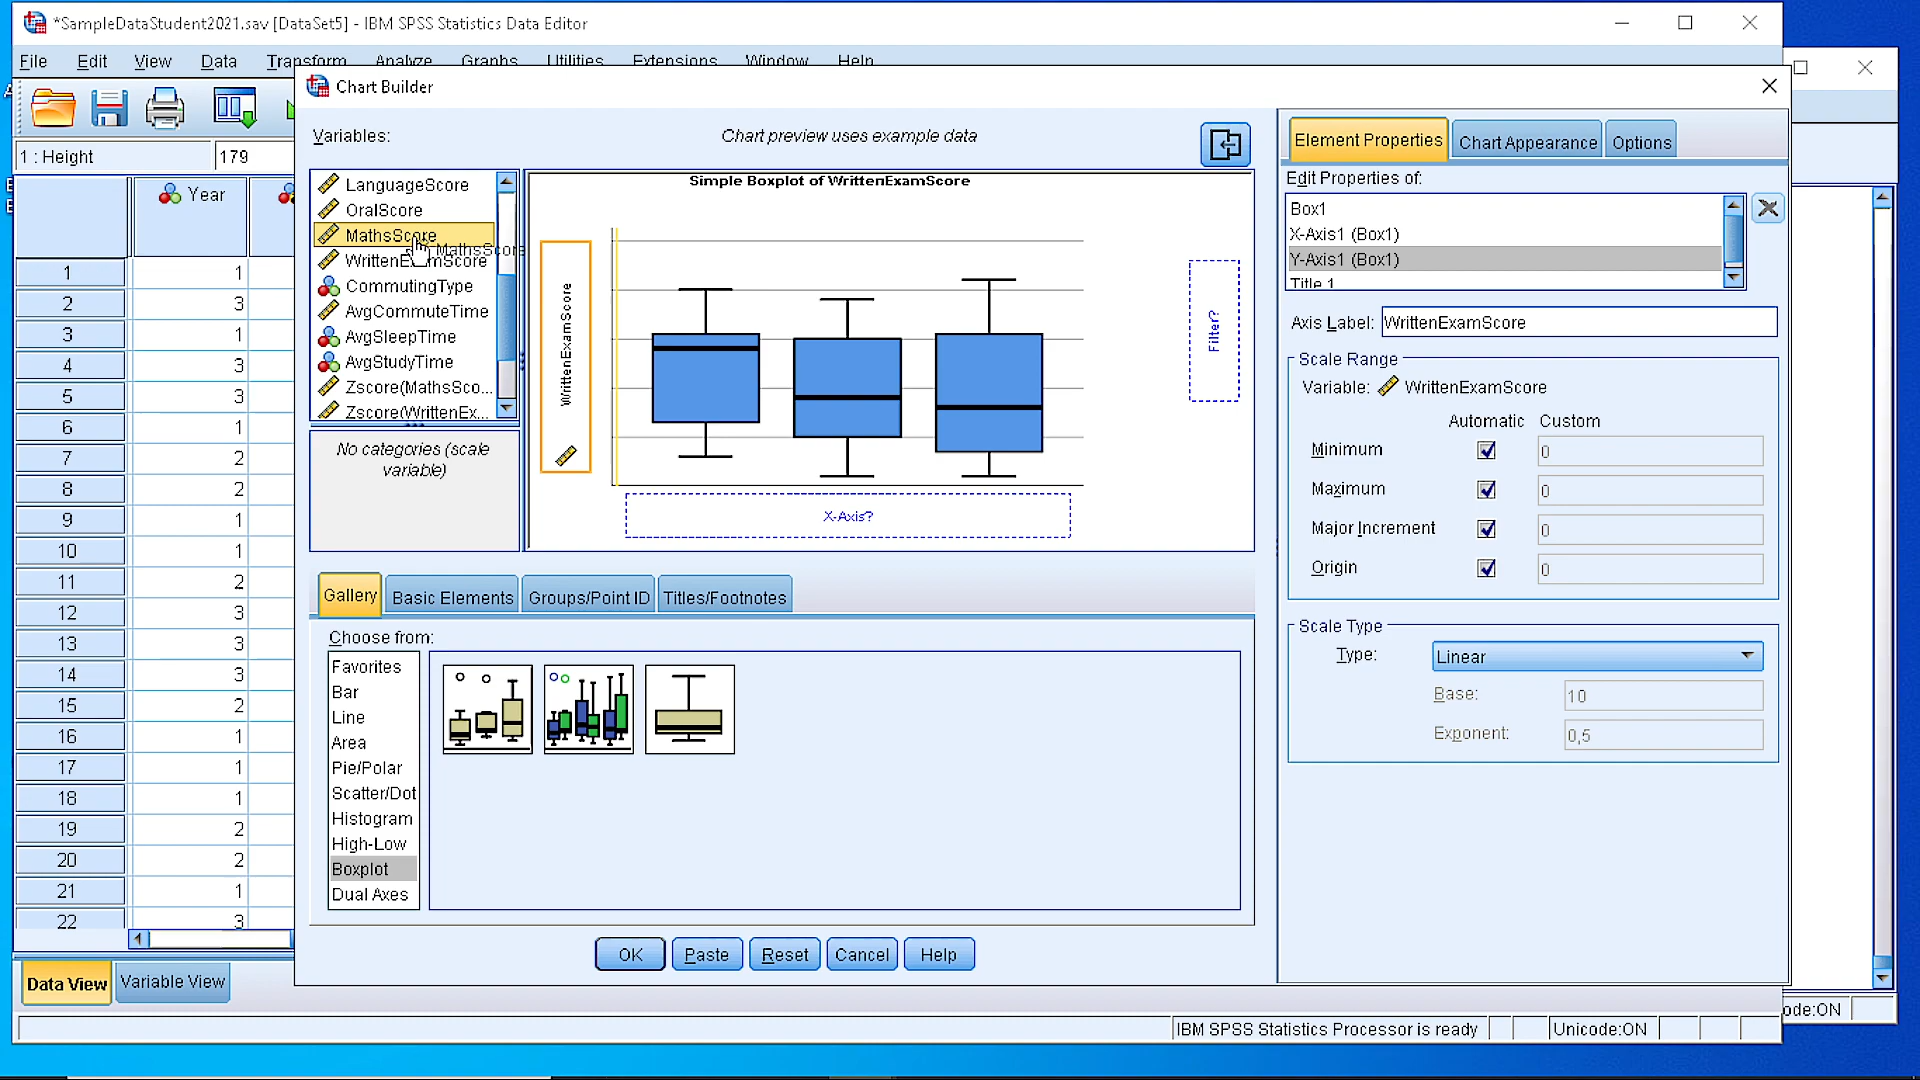 *SampleDataStudent2021.sav [DataSet5] - IBM SPSS Statistics Data Editor
File Edit View Data Transform Analyze Graphs Utilities Extensions Window Help
Chart Builder
1 : Height 179
Year
1 1
2 3
3 1
4 3
5 3
6 1
7 2
8 2
9 1
10 1
11 2
12 3
13 3
14 3
15 2
16 1
17 1
18 1
19 2
20 2
21 1
22 3
Variables:
Chart preview uses example data
LanguageScore
OralScore
MathsScore
MathsScore
WrittenExamScore
CommutingType
AvgCommuteTime
AvgSleepTime
AvgStudyTime
Zscore(MathsSco...
Zscore(WrittenEx...
No categories (scale
variable)
Simple Boxplot of WrittenExamScore
WrittenExamScore
Filter?
X-Axis?
Gallery Basic Elements Groups/Point ID Titles/Footnotes
Choose from:
Favorites
Bar
Line
Area
Pie/Polar
Scatter/Dot
Histogram
High-Low
Boxplot
Dual Axes
OK Paste Reset Cancel Help
Element Properties Chart Appearance Options
Edit Properties of:
Box1
X-Axis1 (Box1)
Y-Axis1 (Box1)
Title 1
Axis Label: WrittenExamScore
Scale Range
Variable: WrittenExamScore
Automatic Custom
Minimum 0
Maximum 0
Major Increment 0
Origin 0
Scale Type
Type: Linear
Base: 10
Exponent: 0,5
Data View Variable View
IBM SPSS Statistics Processor is ready Unicode:ON
ode:ON